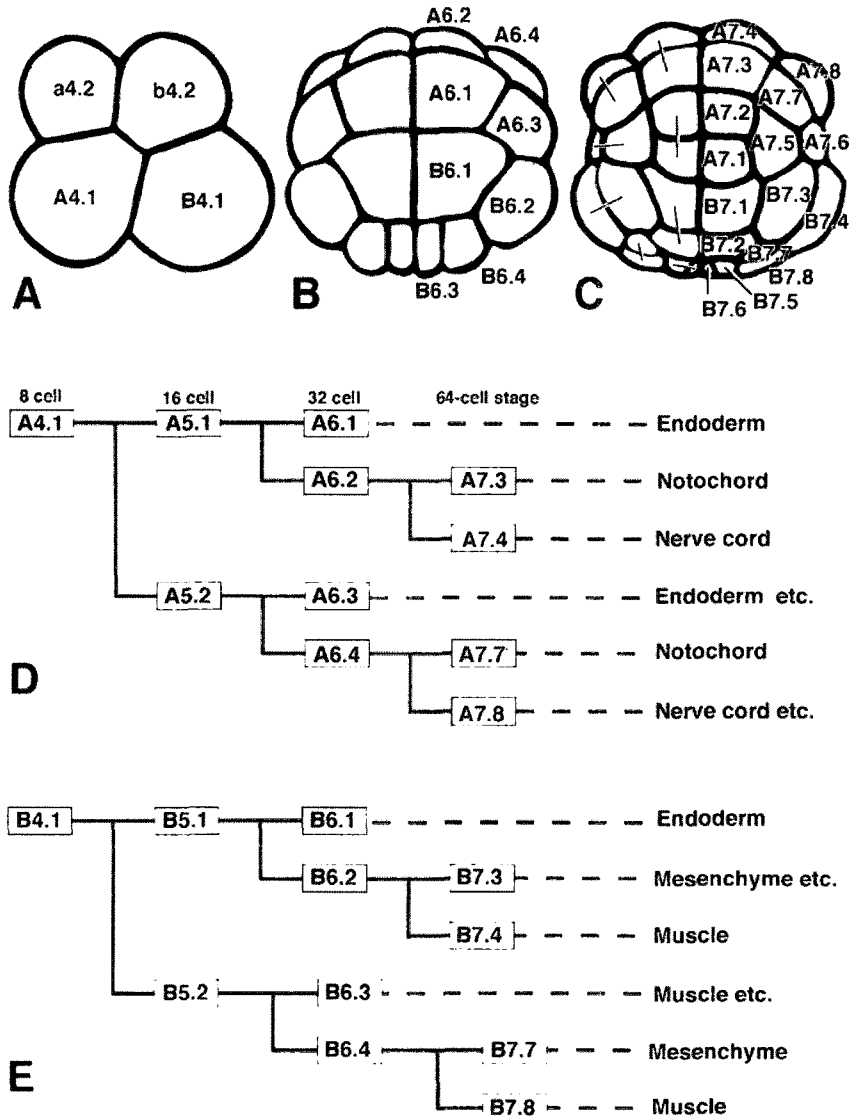 a4.2 b4.2
A4.1 B4.1
A
A6.2
A6.4
A6.1
A6.3
B6.1
B6.2
B6.3 B6.4
B
A7.4
A7.3 A7.8
A7.7
A7.2
A7.5 A7.6
A7.1
B7.3
B7.1 B7.4
B7.2 B7.7
B7.8
B7.6 B7.5
C
8 cell 16 cell 32 cell 64-cell stage
A4.1 A5.1 A6.1 Endoderm
A6.2 A7.3 Notochord
A7.4 Nerve cord
A5.2 A6.3 Endoderm etc.
A6.4 A7.7 Notochord
D
A7.8 Nerve cord etc.
B4.1 B5.1 B6.1 Endoderm
B6.2 B7.3 Mesenchyme etc.
B7.4 Muscle
B5.2 B6.3 Muscle etc.
B6.4 B7.7 Mesenchyme
E
B7.8 Muscle